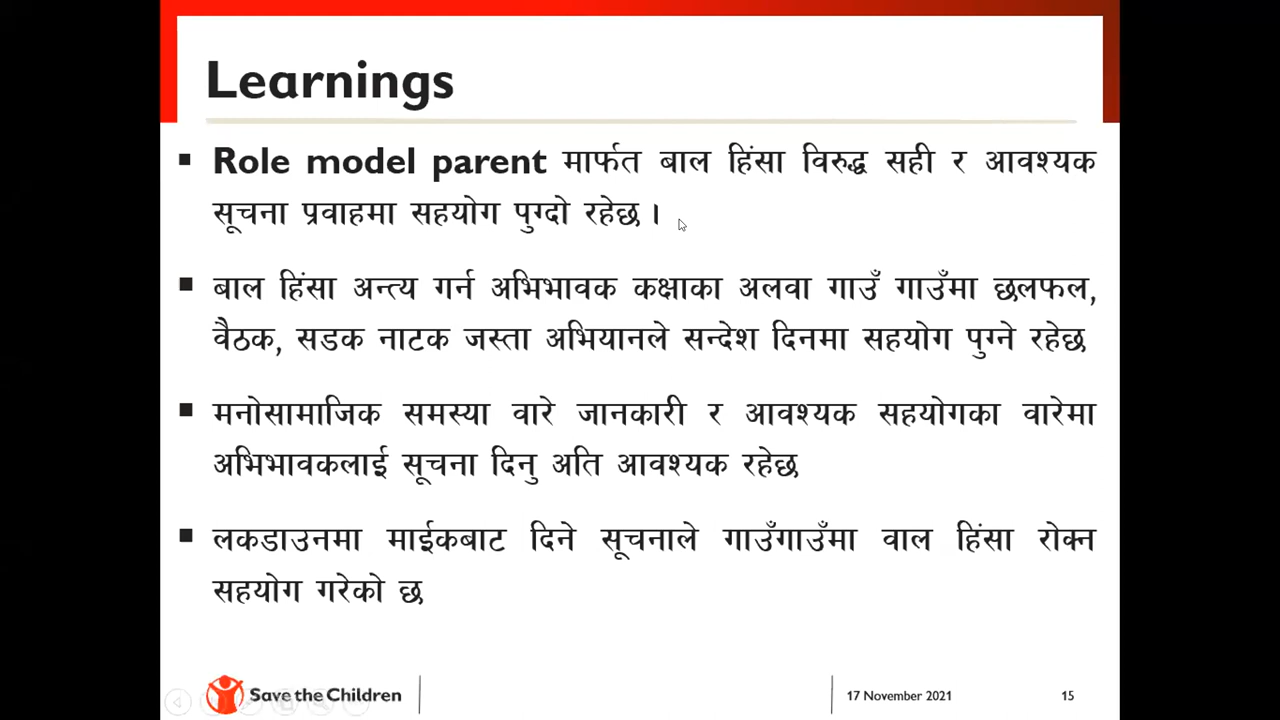 Learnings
▪ Role model parent मार्फत बाल हिंसा विरुद्ध सही र आवश्यक
सूचना प्रवाहमा सहयोग पुग्दो रहेछ ।
▪ बाल हिंसा अन्त्य गर्न अभिभावक कक्षाका अलवा गाउँ गाउँमा छलफल,
वैठक, सडक नाटक जस्ता अभियानले सन्देश दिनमा सहयोग पुग्ने रहेछ
▪ मनोसामाजिक समस्या वारे जानकारी र आवश्यक सहयोगका वारेमा
अभिभावकलाई सूचना दिनु अति आवश्यक रहेछ
▪ लकडाउनमा माईकबाट दिने सूचनाले गाउँगाउँमा वाल हिंसा रोक्न
सहयोग गरेको छ
Save the Children
17 November 2021
15